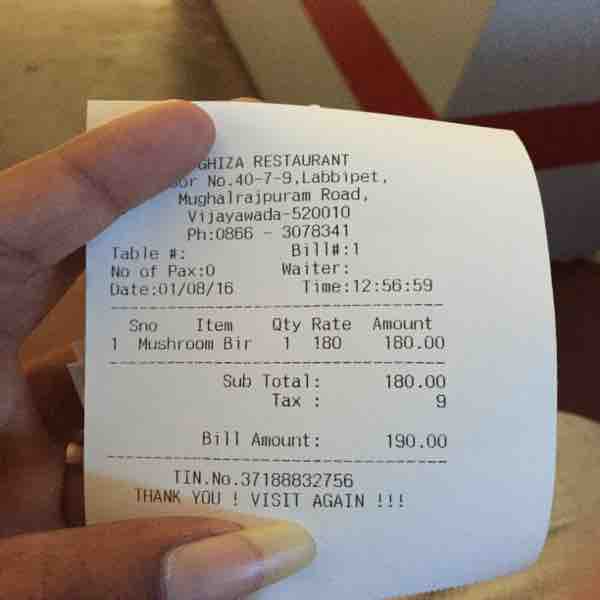 RESTAURANT
No.40-7-9,Labbipet,
Mughalrajpuram Road,
Vijayawada-520010
Ph:0866 - 3078341
Table #: Bill#:1
No of Pax:0 Waiter:
Date:01/08/16 Time:12:56:59
Sno Item Qty Rate Amount
1 Mushroom Bir 1 180 180.00
Sub Total: 180.00
Tax : 9
Bill Amount: 190.00
TIN.No.37188832756
THANK YOU ! VISIT AGAIN !!!